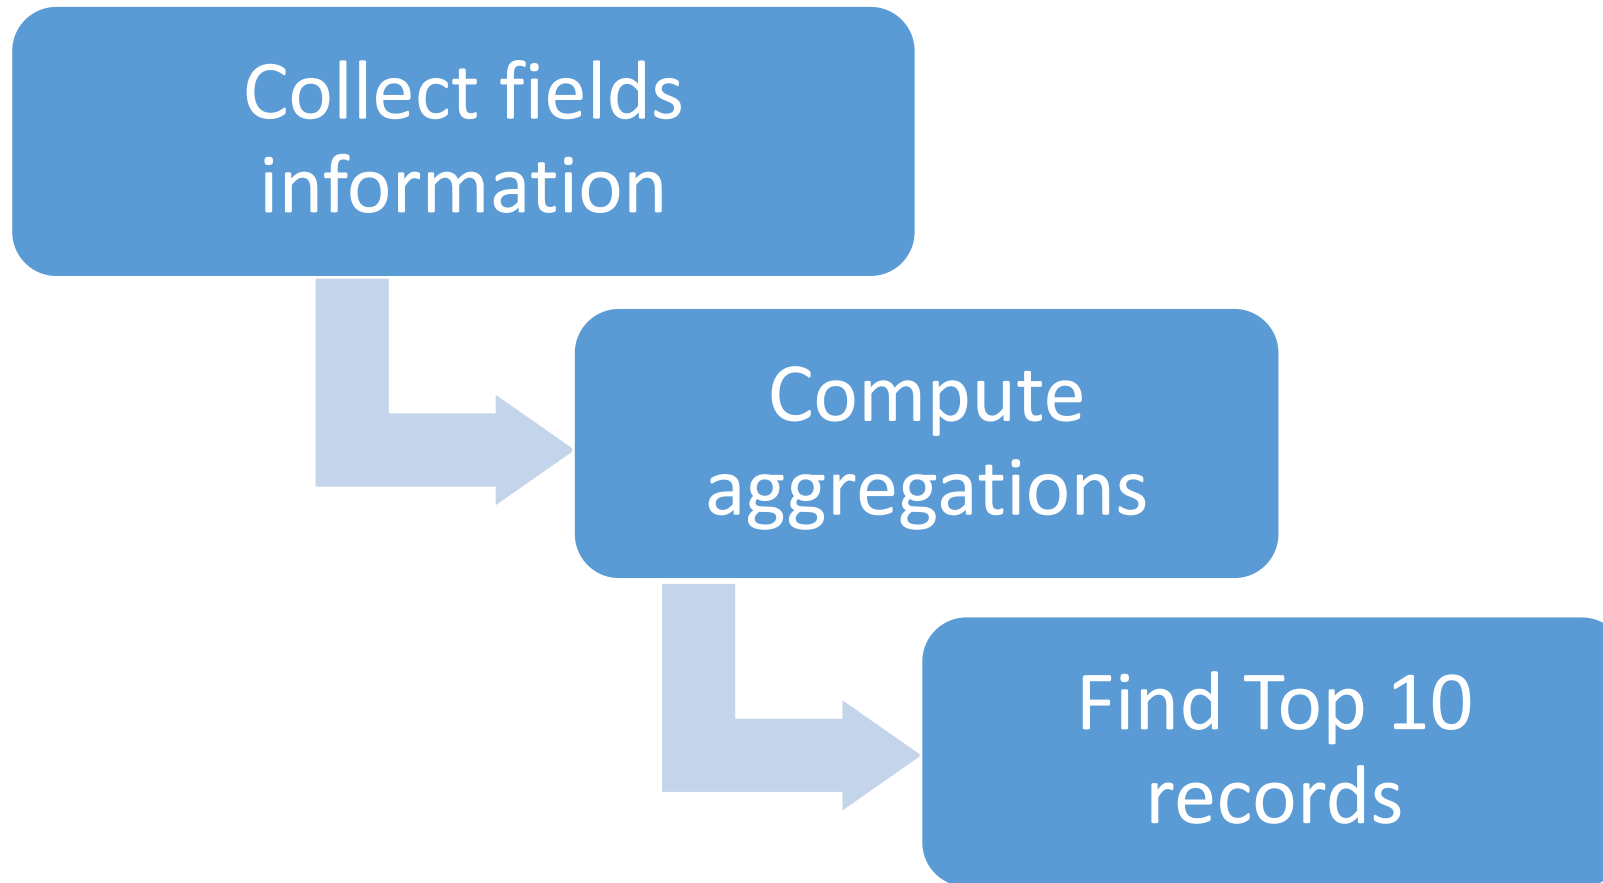 Collect fields
information
Compute
aggregations
Find Top 10
records